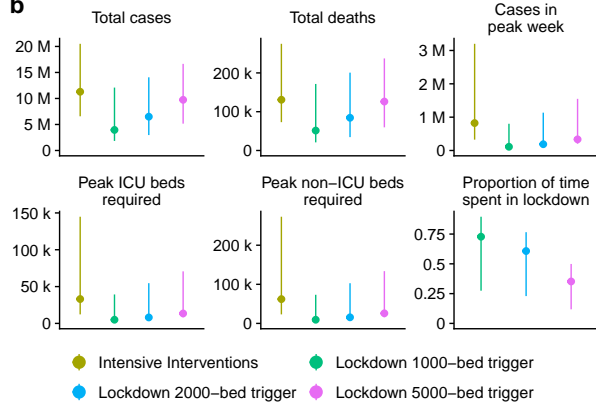 b
Total cases
20 M
15 M
10 M
5 M
0
Total deaths
200 k
100 k
0
Cases in
peak week
3 M
2 M
1 M
0
Peak ICU beds
required
150 k
100 k
50 k
0
Peak non−ICU beds
required
200 k
100 k
0
Proportion of time
spent in lockdown
0.75
0.5
0.25
0
Intensive Interventions
Lockdown 1000−bed trigger
Lockdown 2000−bed trigger
Lockdown 5000−bed trigger